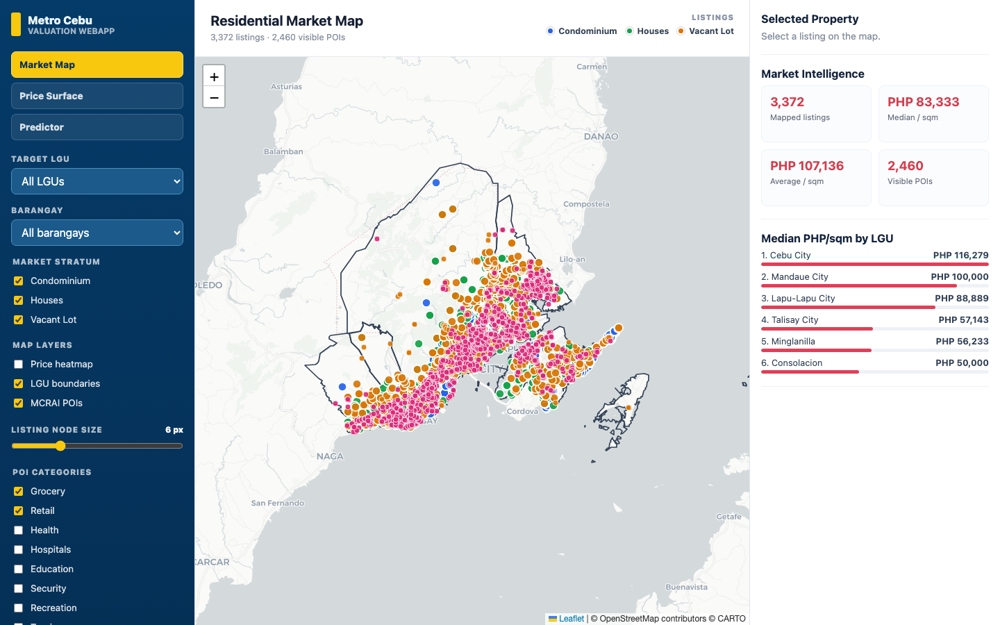 Metro Cebu
VALUATION WEBAPP
Market Map
Price Surface
Predictor
TARGET LGU
All LGUs
BARANGAY
All barangays
MARKET STRATUM
Condominium
Houses
Vacant Lot
MAP LAYERS
Price heatmap
LGU boundaries
MCRAI POIs
LISTING NODE SIZE 6 px
POI CATEGORIES
Grocery
Retail
Health
Hospitals
Education
Security
Recreation
Residential Market Map
3,372 listings · 2,460 visible POIs
LISTINGS
Condominium Houses Vacant Lot
+
−
Carmen
Asturias
DANAO
Balamban
Compostela
Lilo-an
OLEDO
CITY
Cordova
NAGA
San Fernando
Getafe
CARCAR
Buenavista
Leaflet | © OpenStreetMap contributors © CARTO
Selected Property
Select a listing on the map.
Market Intelligence
3,372
Mapped listings
PHP 83,333
Median / sqm
PHP 107,136
Average / sqm
2,460
Visible POIs
Median PHP/sqm by LGU
1. Cebu City PHP 116,279
2. Mandaue City PHP 100,000
3. Lapu-Lapu City PHP 88,889
4. Talisay City PHP 57,143
5. Minglanilla PHP 56,233
6. Consolacion PHP 50,000